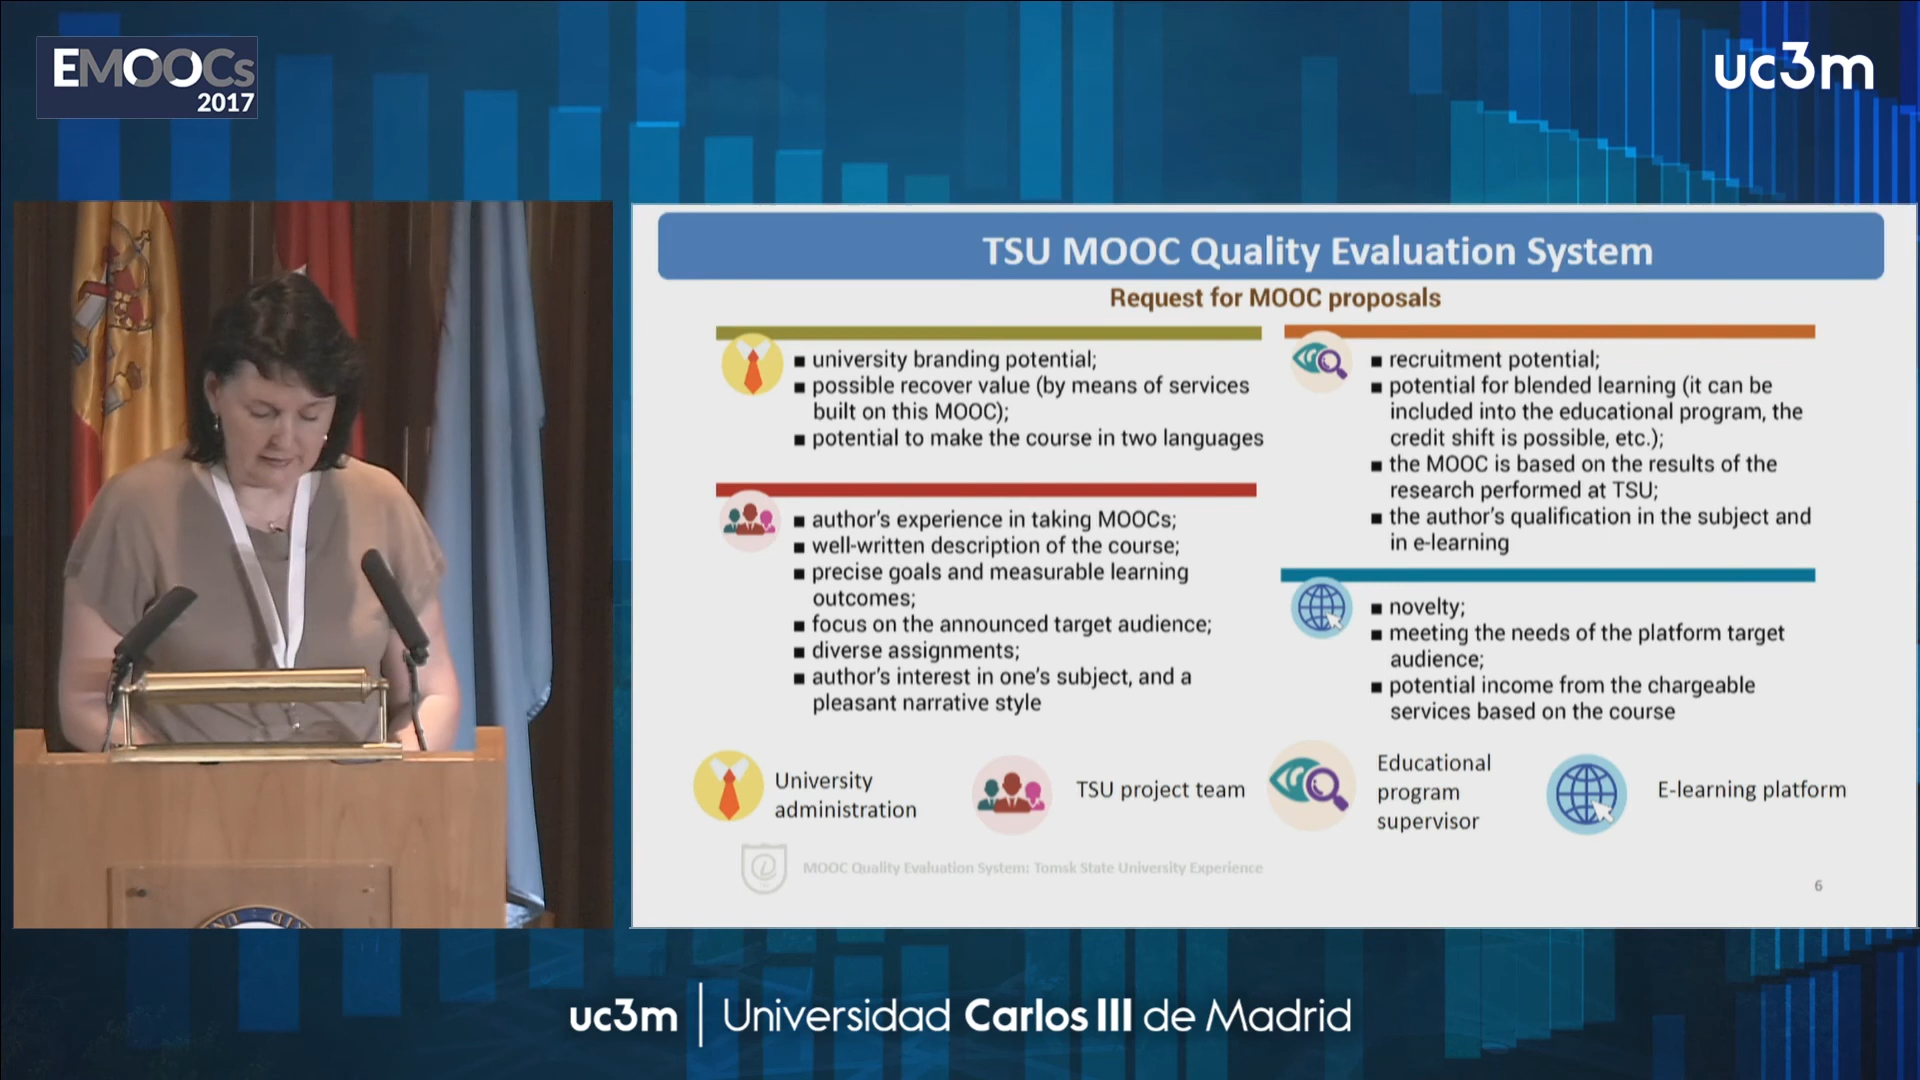 EMOOCs
2017
uc3m
TSU MOOC Quality Evaluation System
Request for MOOC proposals
■ university branding potential;
■ possible recover value (by means of services
built on this MOOC);
■ potential to make the course in two languages
■ author's experience in taking MOOCs;
■ well-written description of the course;
■ precise goals and measurable learning
outcomes;
■ focus on the announced target audience;
■ diverse assignments;
■ author's interest in one's subject, and a
pleasant narrative style
■ recruitment potential;
■ potential for blended learning (it can be
included into the educational program, the
credit shift is possible, etc.);
■ the MOOC is based on the results of the
research performed at TSU;
■ the author's qualification in the subject and
in e-learning
■ novelty;
■ meeting the needs of the platform target
audience;
■ potential income from the chargeable
services based on the course
University
administration
TSU project team
Educational
program
supervisor
E-learning platform
MOOC Quality Evaluation System: Tomsk State University Experience
6
uc3m | Universidad Carlos III de Madrid